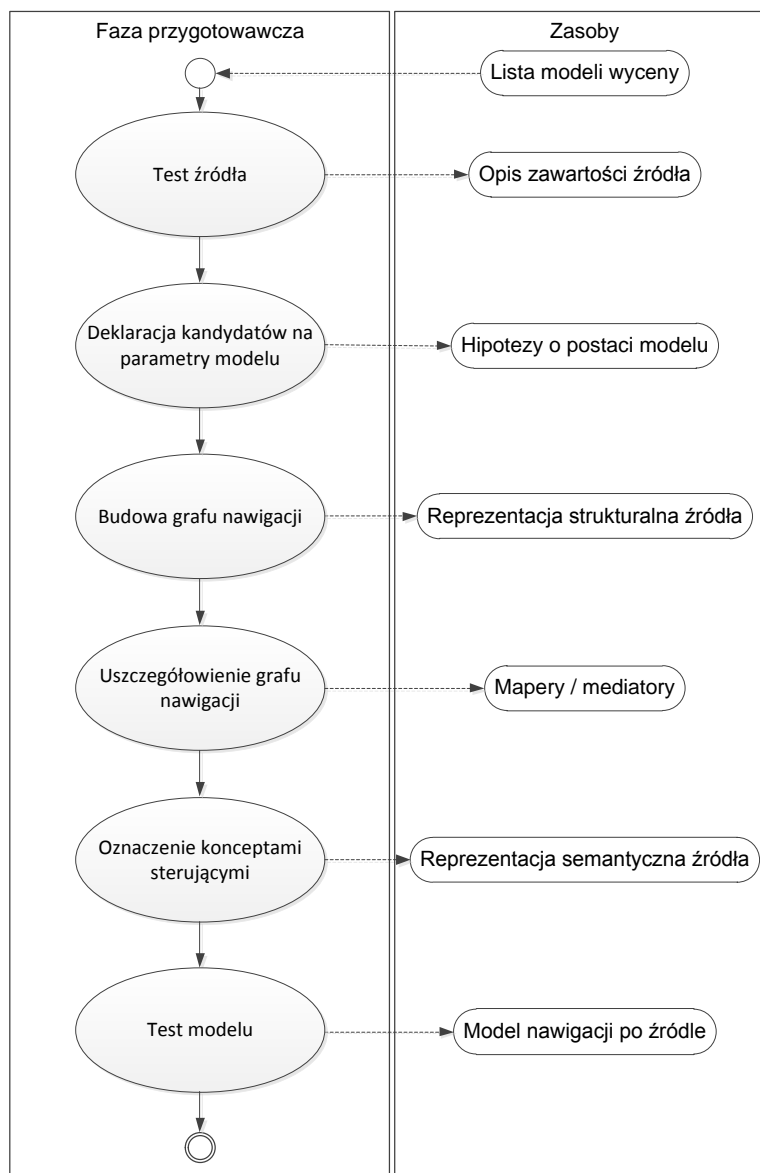 Faza przygotowawcza
Zasoby
Lista modeli wyceny
Test źródła
Opis zawartości źródła
Deklaracja kandydatów na
parametry modelu
Hipotezy o postaci modelu
Budowa grafu nawigacji
Reprezentacja strukturalna źródła
Uszczegółowienie grafu
nawigacji
Mapery / mediatory
Oznaczenie konceptami
sterującymi
Reprezentacja semantyczna źródła
Test modelu
Model nawigacji po źródle